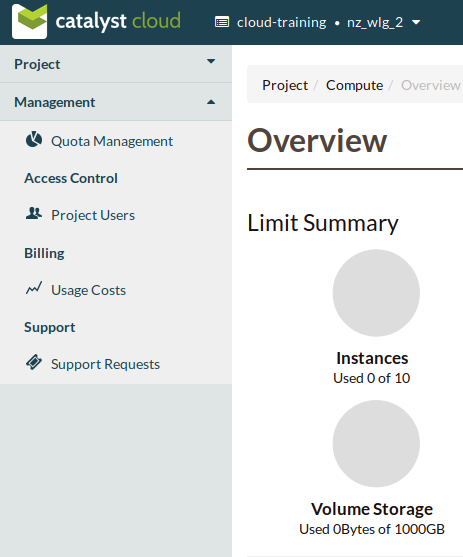 catalyst cloud
cloud-training • nz_wlg_2
Project
Management
Quota Management
Access Control
Project Users
Billing
Usage Costs
Support
Support Requests
Project / Compute / Overview
Overview
Limit Summary
Instances
Used 0 of 10
Volume Storage
Used 0Bytes of 1000GB